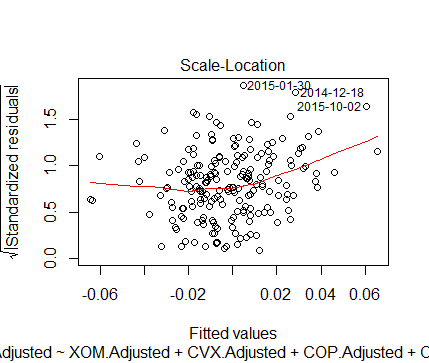 Scale-Location
√|Standardized residuals|
1.5
1.0
0.5
0.0
2015-01-30
2014-12-18
2015-10-02
-0.06 -0.02 0.02 0.04 0.06
Fitted values
Adjusted ~ XOM.Adjusted + CVX.Adjusted + COP.Adjusted + C